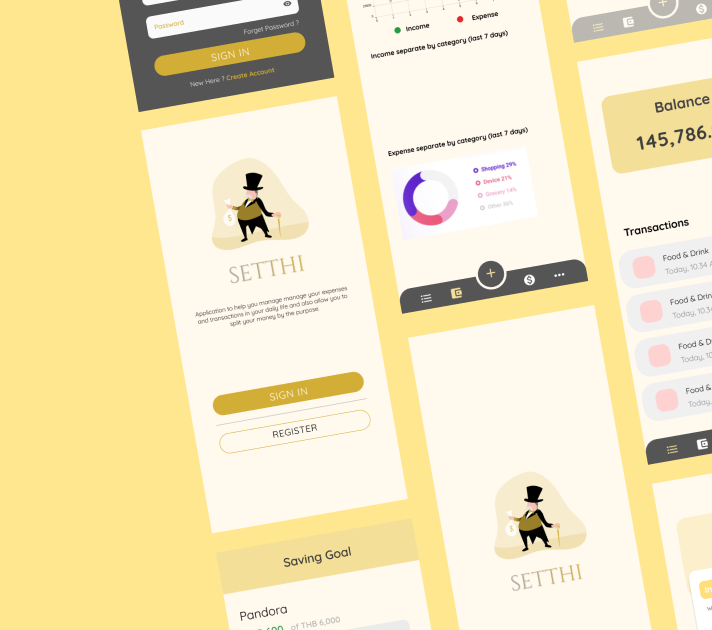 Password
Forget Password ?
SIGN IN
New Here ? Create Account
SETTHI
Application to help you manage manage your expenses
and transactions in your daily life and also allow you to
split your money by the purpose.
SIGN IN
REGISTER
Saving Goal
Pandora
of THB 6,000
Income
Expense
Income separate by category (last 7 days)
Expense separate by category (last 7 days)
Shopping 29%
Device 21%
Grocery 14%
Other 36%
SETTHI
Balance
145,786.
Transactions
Food & Drink
Today, 10.34 A
Food & Drin
Today, 10.34
Food & D
Today, 10
Food &
Today,